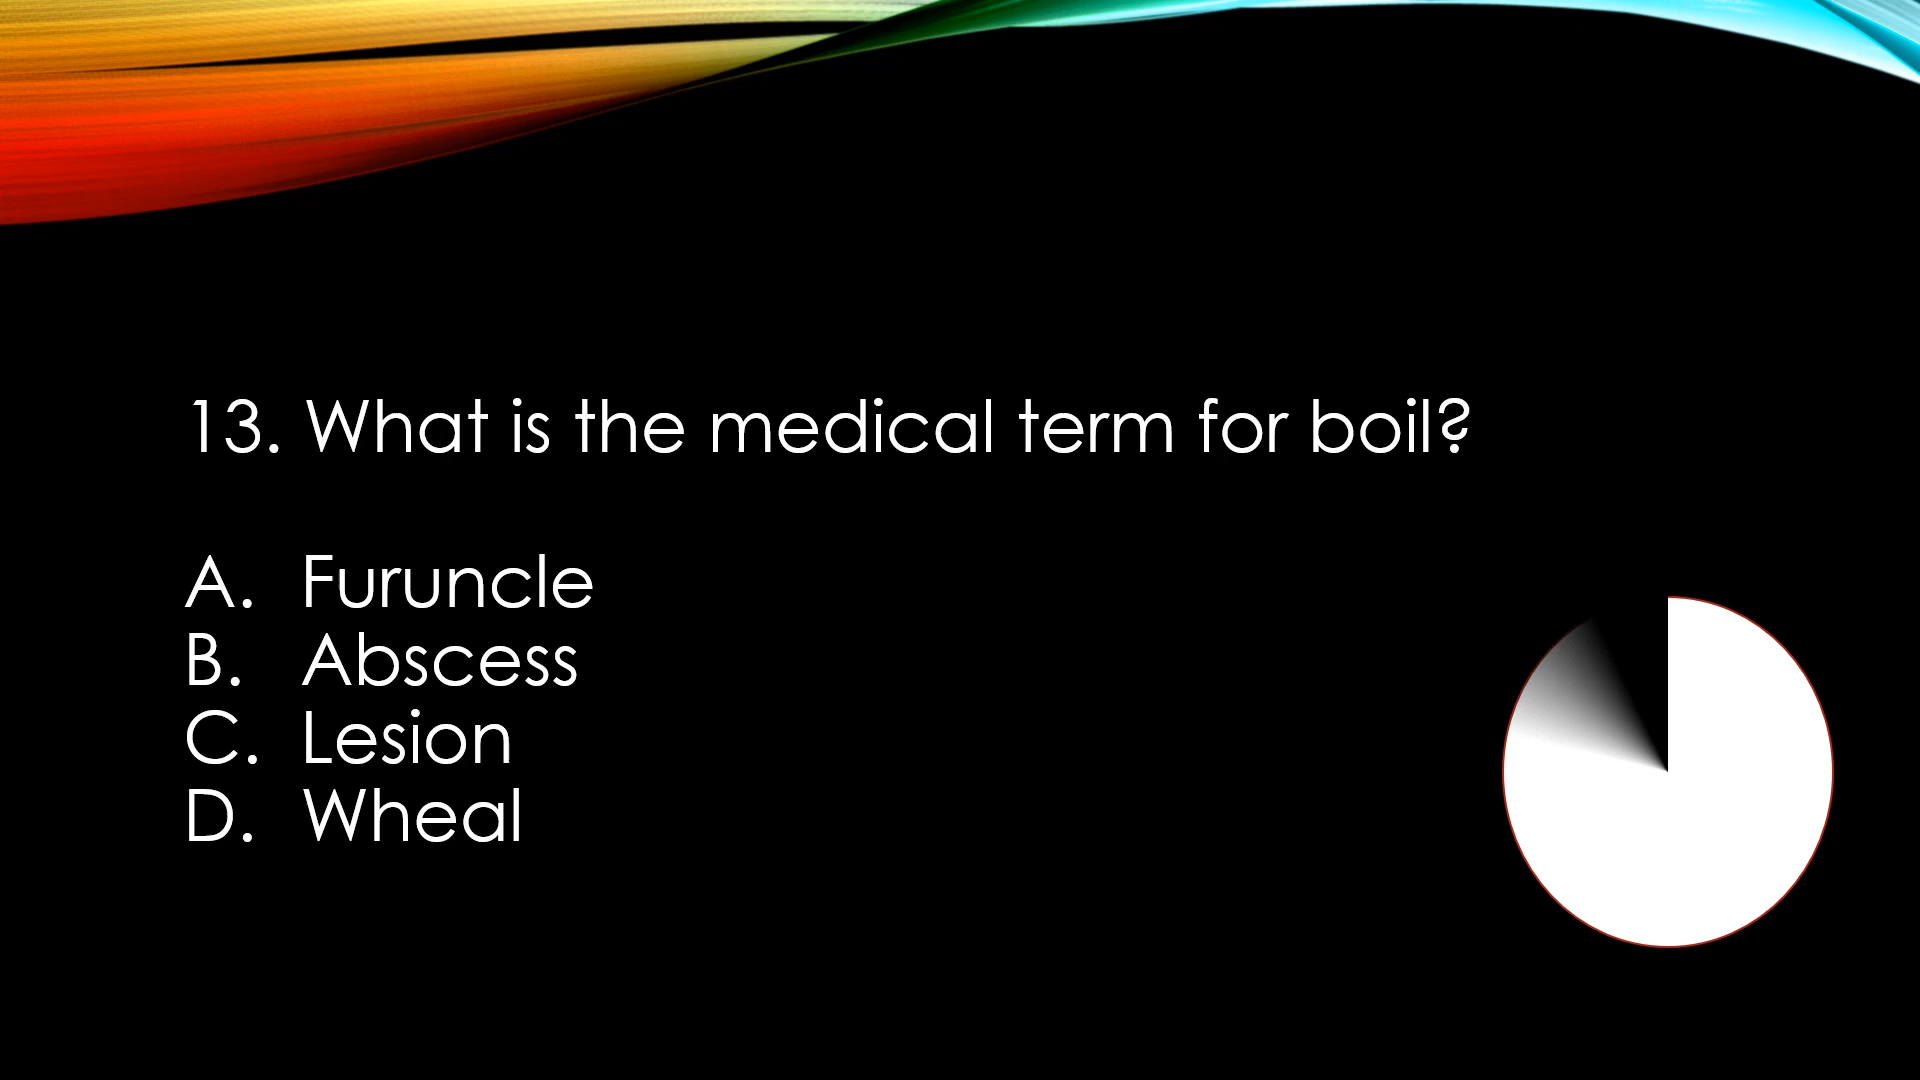 13. What is the medical term for boil?
A. Furuncle
B. Abscess
C. Lesion
D. Wheal